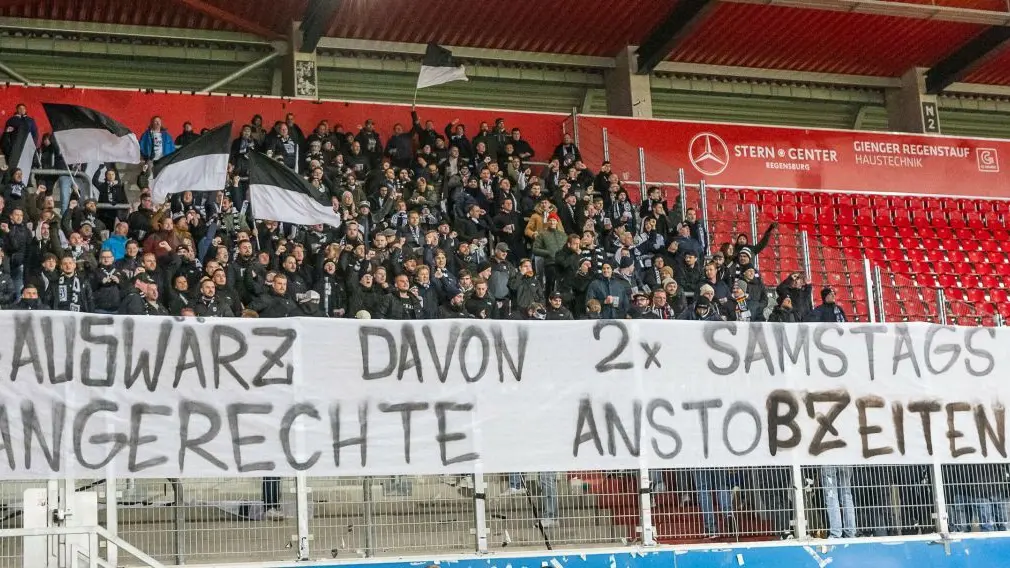 STERN CENTER
REGENSBURG
GIENGER REGENSTAUF
HAUSTECHNIK
G
N2
AUSWÄRZ DAVON 2x SAMSTAGS
ANGERECHTE ANSTOBZEITEN